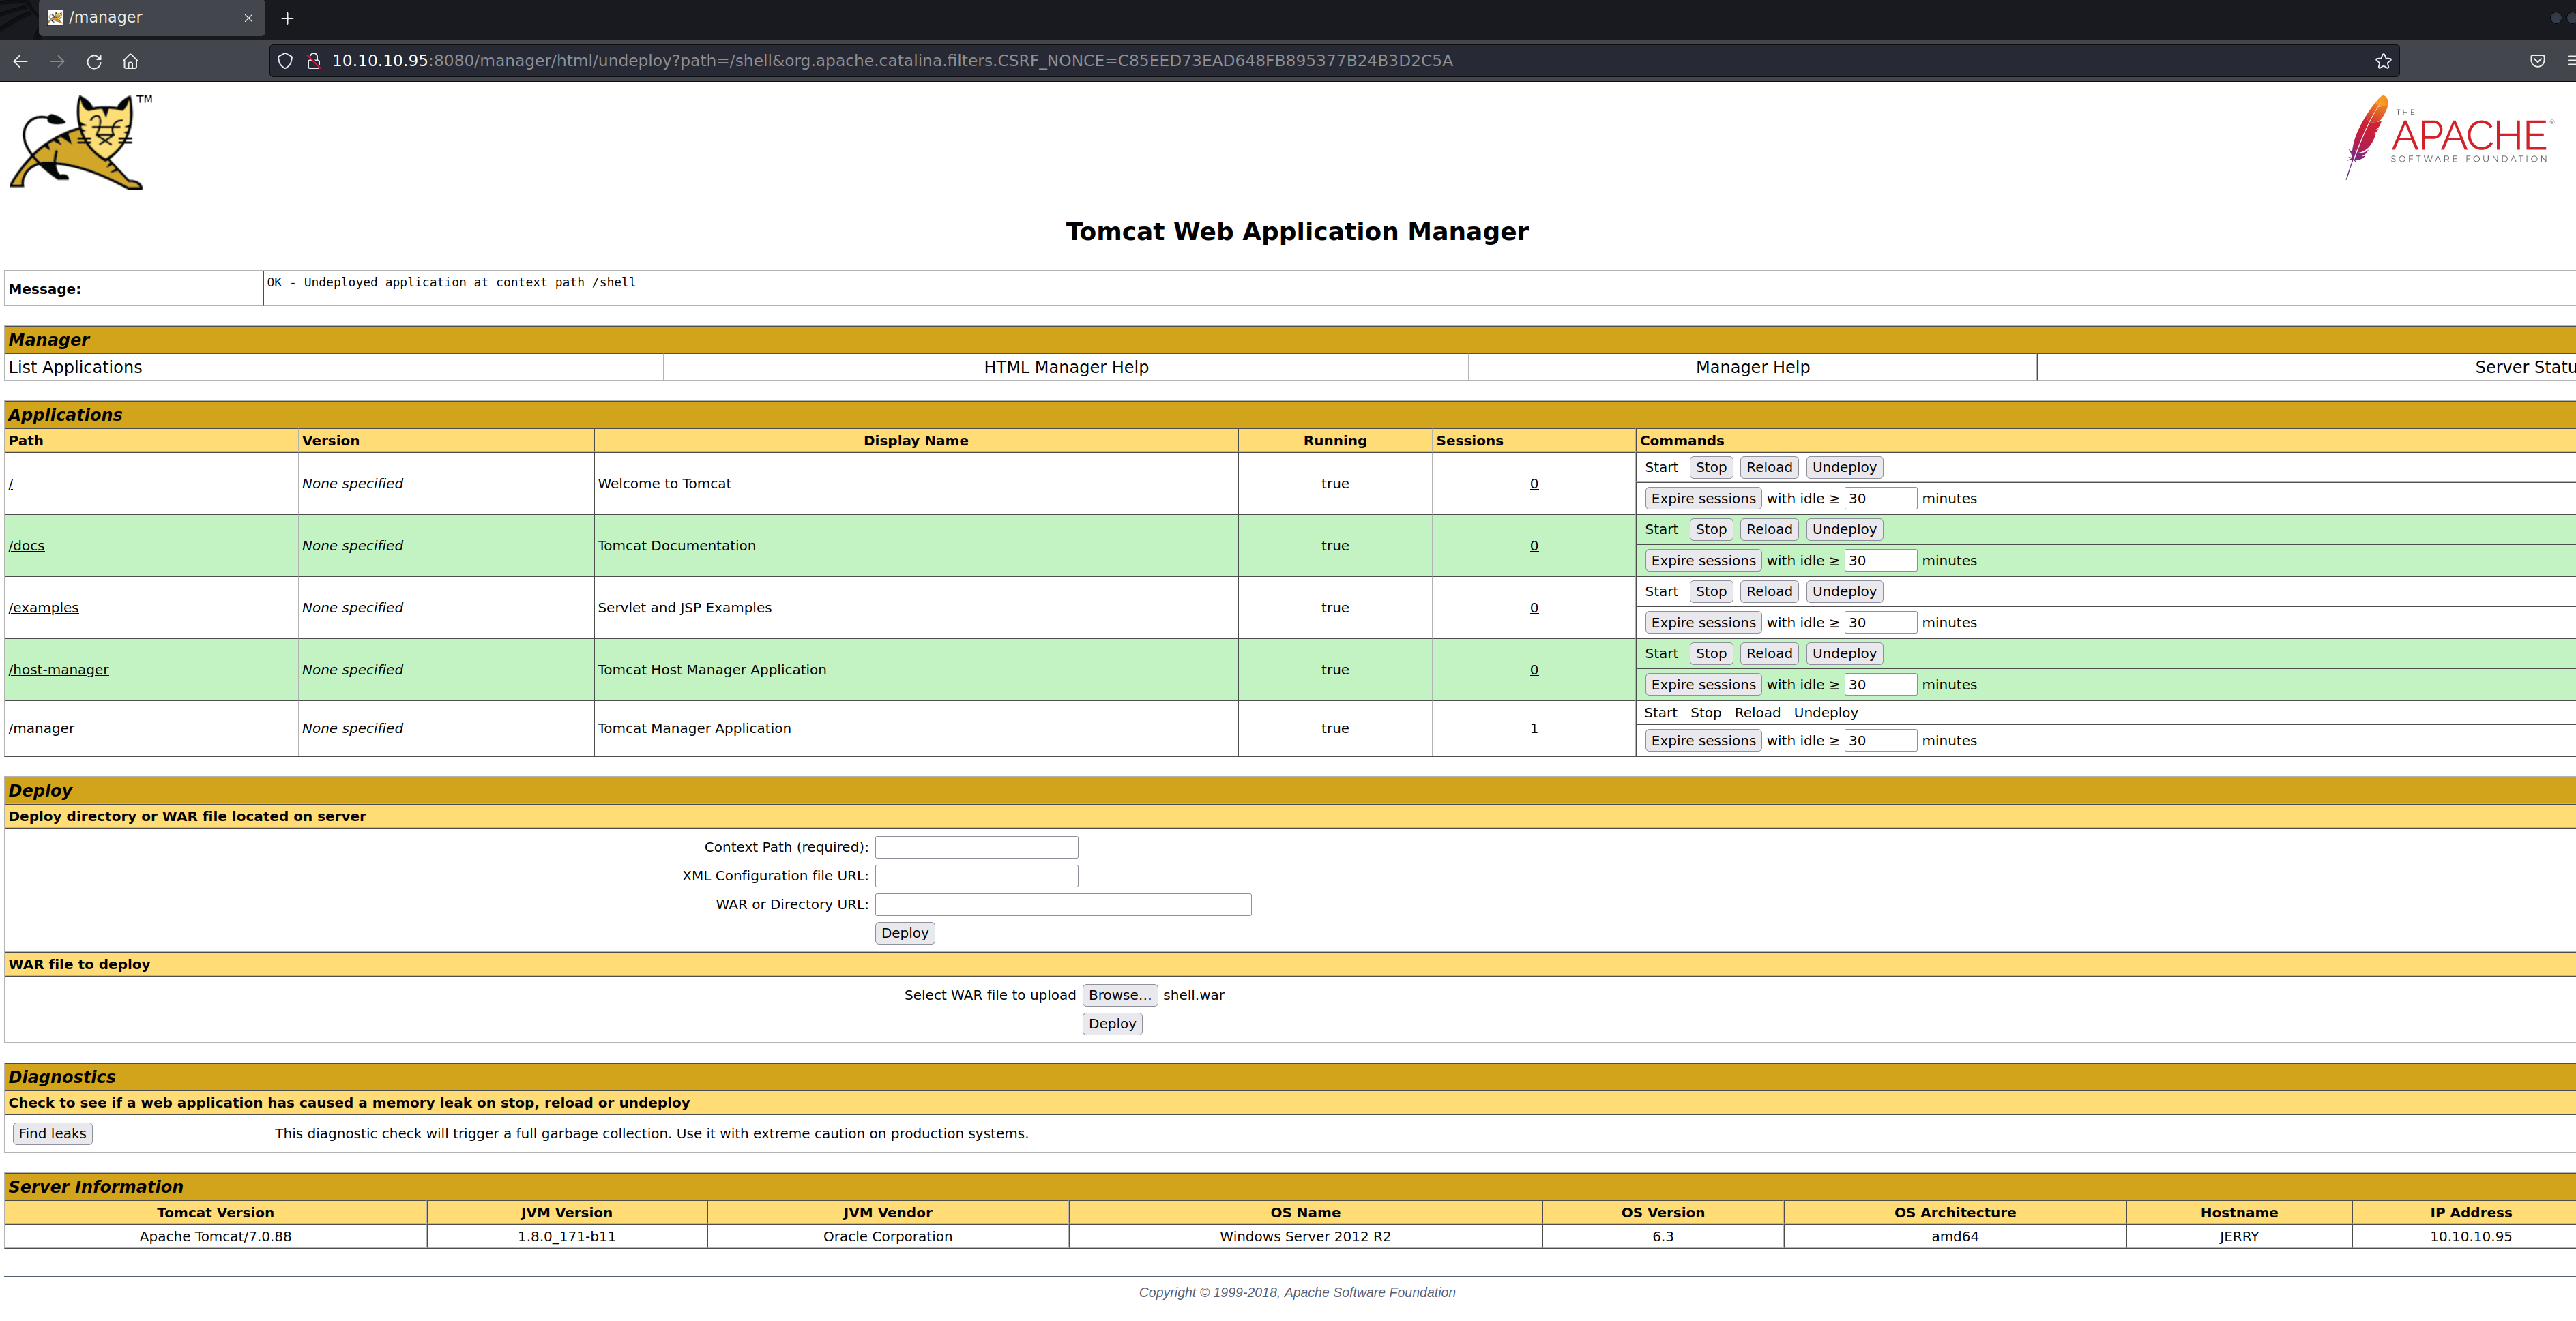 /manager
10.10.10.95:8080/manager/html/undeploy?path=/shell&org.apache.catalina.filters.CSRF_NONCE=C85EED73EAD648FB895377B24B3D2C5A
TM
THE
APACHE®
SOFTWARE FOUNDATION
Tomcat Web Application Manager
Message: OK - Undeployed application at context path /shell
Manager
List Applications HTML Manager Help Manager Help Server Statu
Applications
Path Version Display Name Running Sessions Commands
/ None specified Welcome to Tomcat true 0 Start Stop Reload Undeploy
Expire sessions with idle ≥ 30 minutes
/docs None specified Tomcat Documentation true 0 Start Stop Reload Undeploy
Expire sessions with idle ≥ 30 minutes
/examples None specified Servlet and JSP Examples true 0 Start Stop Reload Undeploy
Expire sessions with idle ≥ 30 minutes
/host-manager None specified Tomcat Host Manager Application true 0 Start Stop Reload Undeploy
Expire sessions with idle ≥ 30 minutes
/manager None specified Tomcat Manager Application true 1 Start Stop Reload Undeploy
Expire sessions with idle ≥ 30 minutes
Deploy
Deploy directory or WAR file located on server
Context Path (required):
XML Configuration file URL:
WAR or Directory URL:
Deploy
WAR file to deploy
Select WAR file to upload Browse... shell.war
Deploy
Diagnostics
Check to see if a web application has caused a memory leak on stop, reload or undeploy
Find leaks This diagnostic check will trigger a full garbage collection. Use it with extreme caution on production systems.
Server Information
Tomcat Version JVM Version JVM Vendor OS Name OS Version OS Architecture Hostname IP Address
Apache Tomcat/7.0.88 1.8.0_171-b11 Oracle Corporation Windows Server 2012 R2 6.3 amd64 JERRY 10.10.10.95
Copyright © 1999-2018, Apache Software Foundation